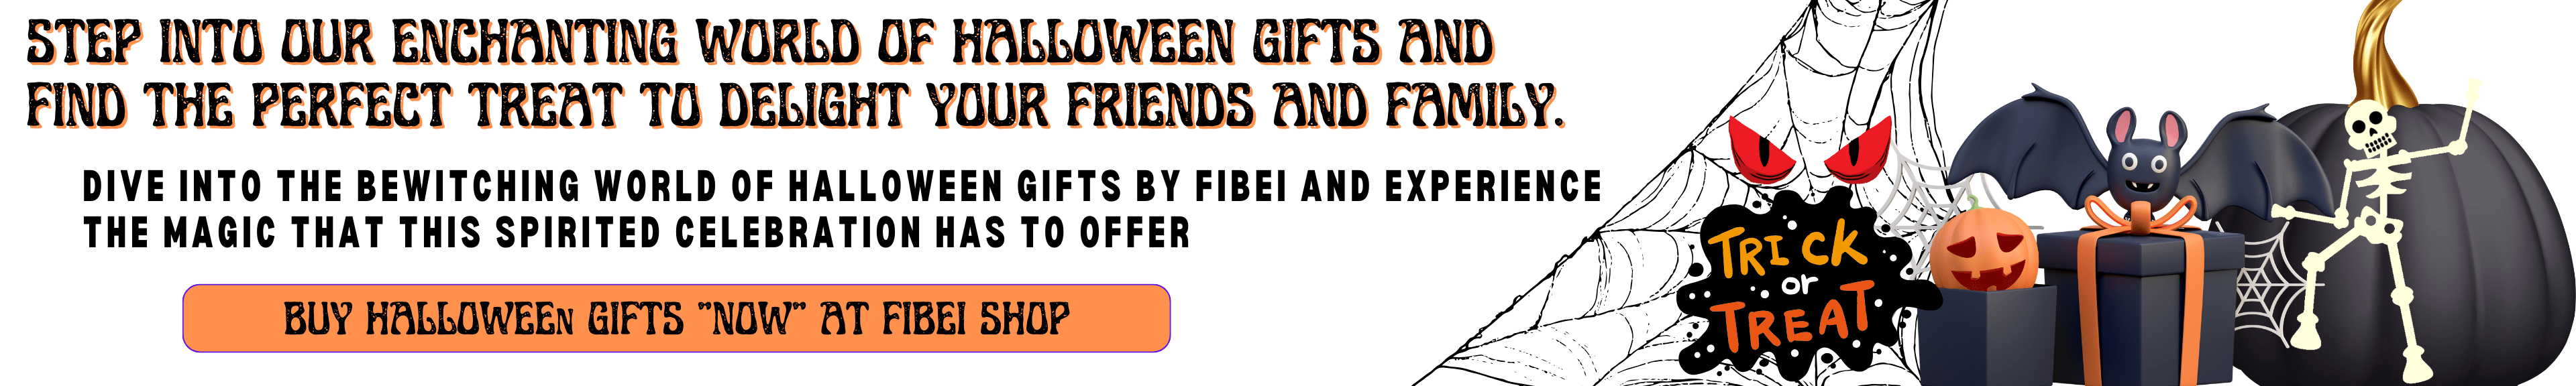 STEP INTO OUR ENCHANTING WORLD OF HALLOWEEN GIFTS AND
FIND THE PERFECT TREAT TO DELIGHT YOUR FRIENDS AND FAMILY.
DIVE INTO THE BEWITCHING WORLD OF HALLOWEEN GIFTS BY FIBEI AND EXPERIENCE
THE MAGIC THAT THIS SPIRITED CELEBRATION HAS TO OFFER
BUY HALLOWEEN GIFTS "NOW" AT FIBEI SHOP
TRICK
or
TREAT